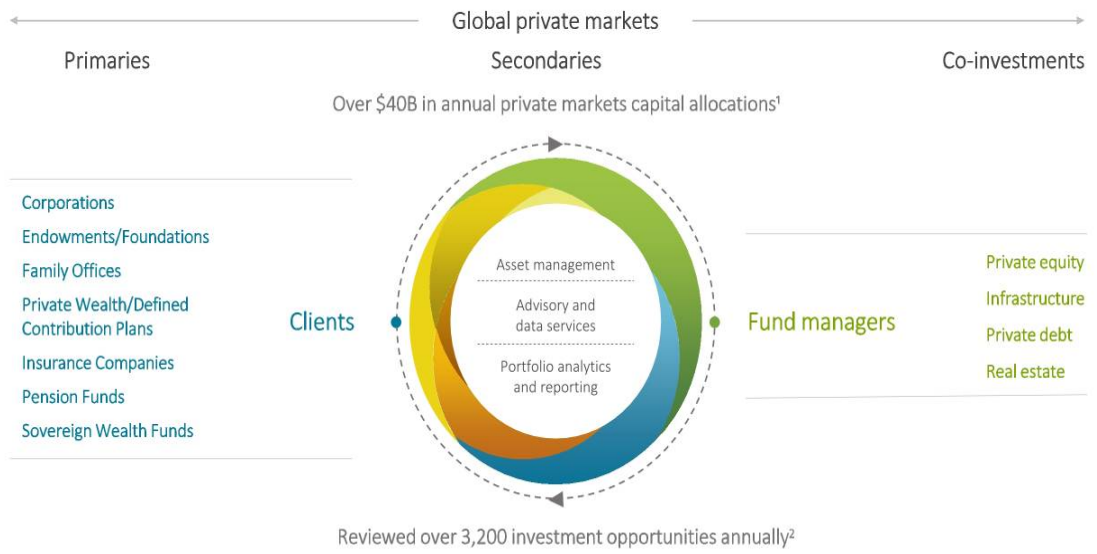 Global private markets
Primaries
Secondaries
Co-investments
Over $40B in annual private markets capital allocations¹
Corporations
Endowments/Foundations
Family Offices
Private Wealth/Defined
Contribution Plans
Insurance Companies
Pension Funds
Sovereign Wealth Funds
Clients
Asset management
Advisory and
data services
Portfolio analytics
and reporting
Fund managers
Private equity
Infrastructure
Private debt
Real estate
Reviewed over 3,200 investment opportunities annually²